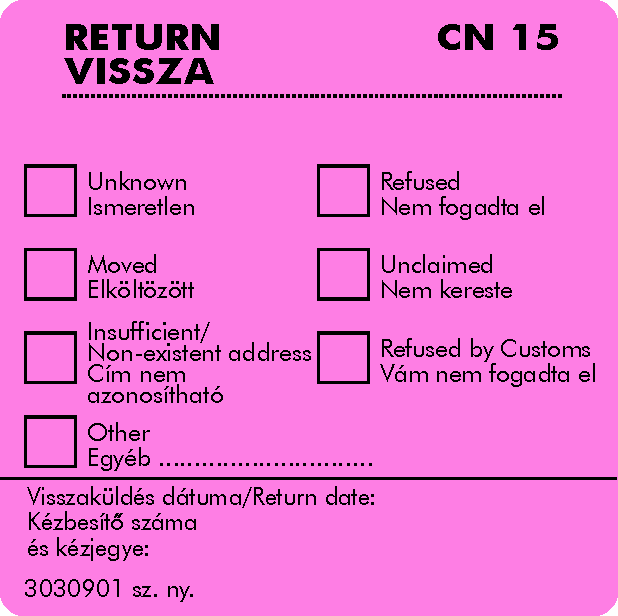 RETURN CN 15
VISSZA
Unknown
Ismeretlen
Refused
Nem fogadta el
Moved
Elköltözött
Unclaimed
Nem kereste
Insufficient/
Non-existent address
Cím nem
azonosítható
Refused by Customs
Vám nem fogadta el
Other
Egyéb ..............................
Visszaküldés dátuma/Return date:
Kézbesítő száma
és kézjegye:
3030901 sz. ny.